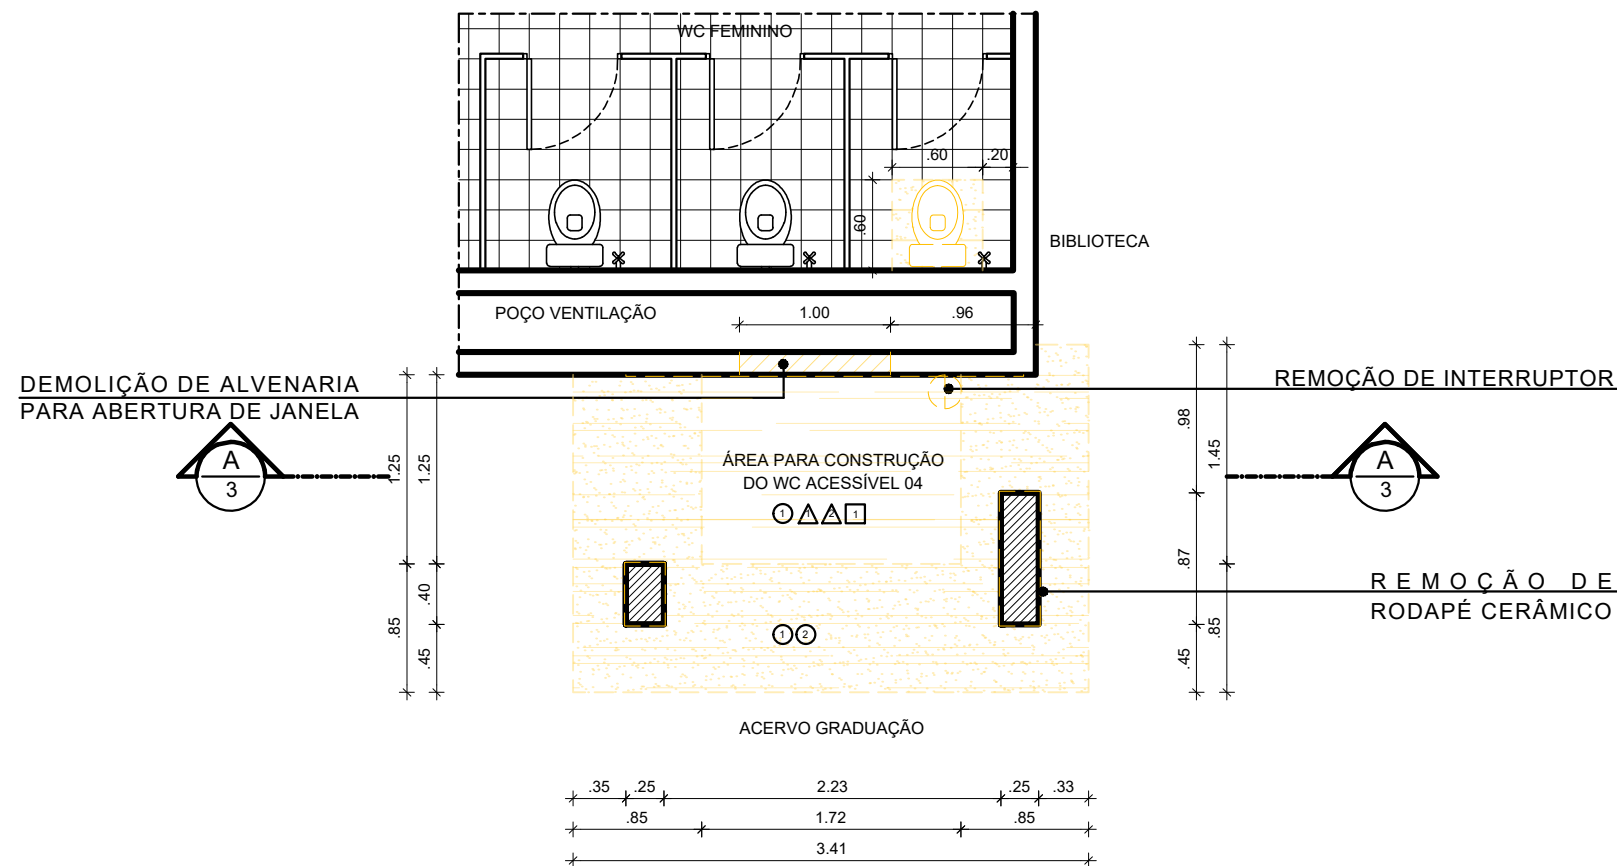 WC FEMININO
.60
.20
.60
BIBLIOTECA
POÇO VENTILAÇÃO
1.00
.96
DEMOLIÇÃO DE ALVENARIA
PARA ABERTURA DE JANELA
REMOÇÃO DE INTERRUPTOR
A
3
1.25
1.25
.40
.85
.45
ÁREA PARA CONSTRUÇÃO
DO WC ACESSÍVEL 04
1 1 2 1
.98
1.45
.87
.85
.45
A
3
REMOÇÃO DE
RODAPÉ CERÂMICO
1 2
ACERVO GRADUAÇÃO
.35 .25 2.23 .25 .33
.85 1.72 .85
3.41